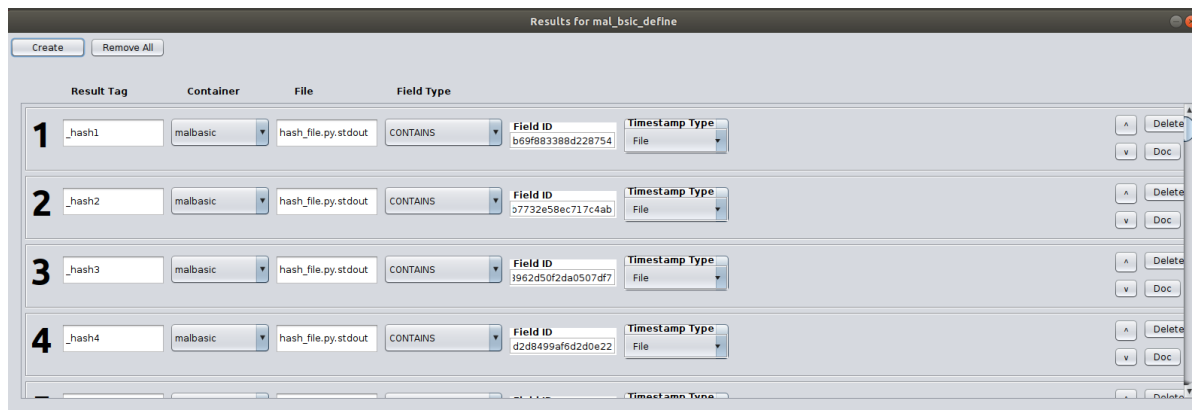 Results for mal_bsic_define
Create Remove All
Result Tag Container File Field Type
1 _hash1 malbasic hash_file.py.stdout CONTAINS Field ID b69f883388d228754 Timestamp Type File ^ v Delete Doc
2 _hash2 malbasic hash_file.py.stdout CONTAINS Field ID b7732e58ec717c4ab Timestamp Type File ^ v Delete Doc
3 _hash3 malbasic hash_file.py.stdout CONTAINS Field ID 3962d50f2da0507df7 Timestamp Type File ^ v Delete Doc
4 _hash4 malbasic hash_file.py.stdout CONTAINS Field ID d2d8499af6d2d0e22 Timestamp Type File ^ v Delete Doc
Timestamp Type